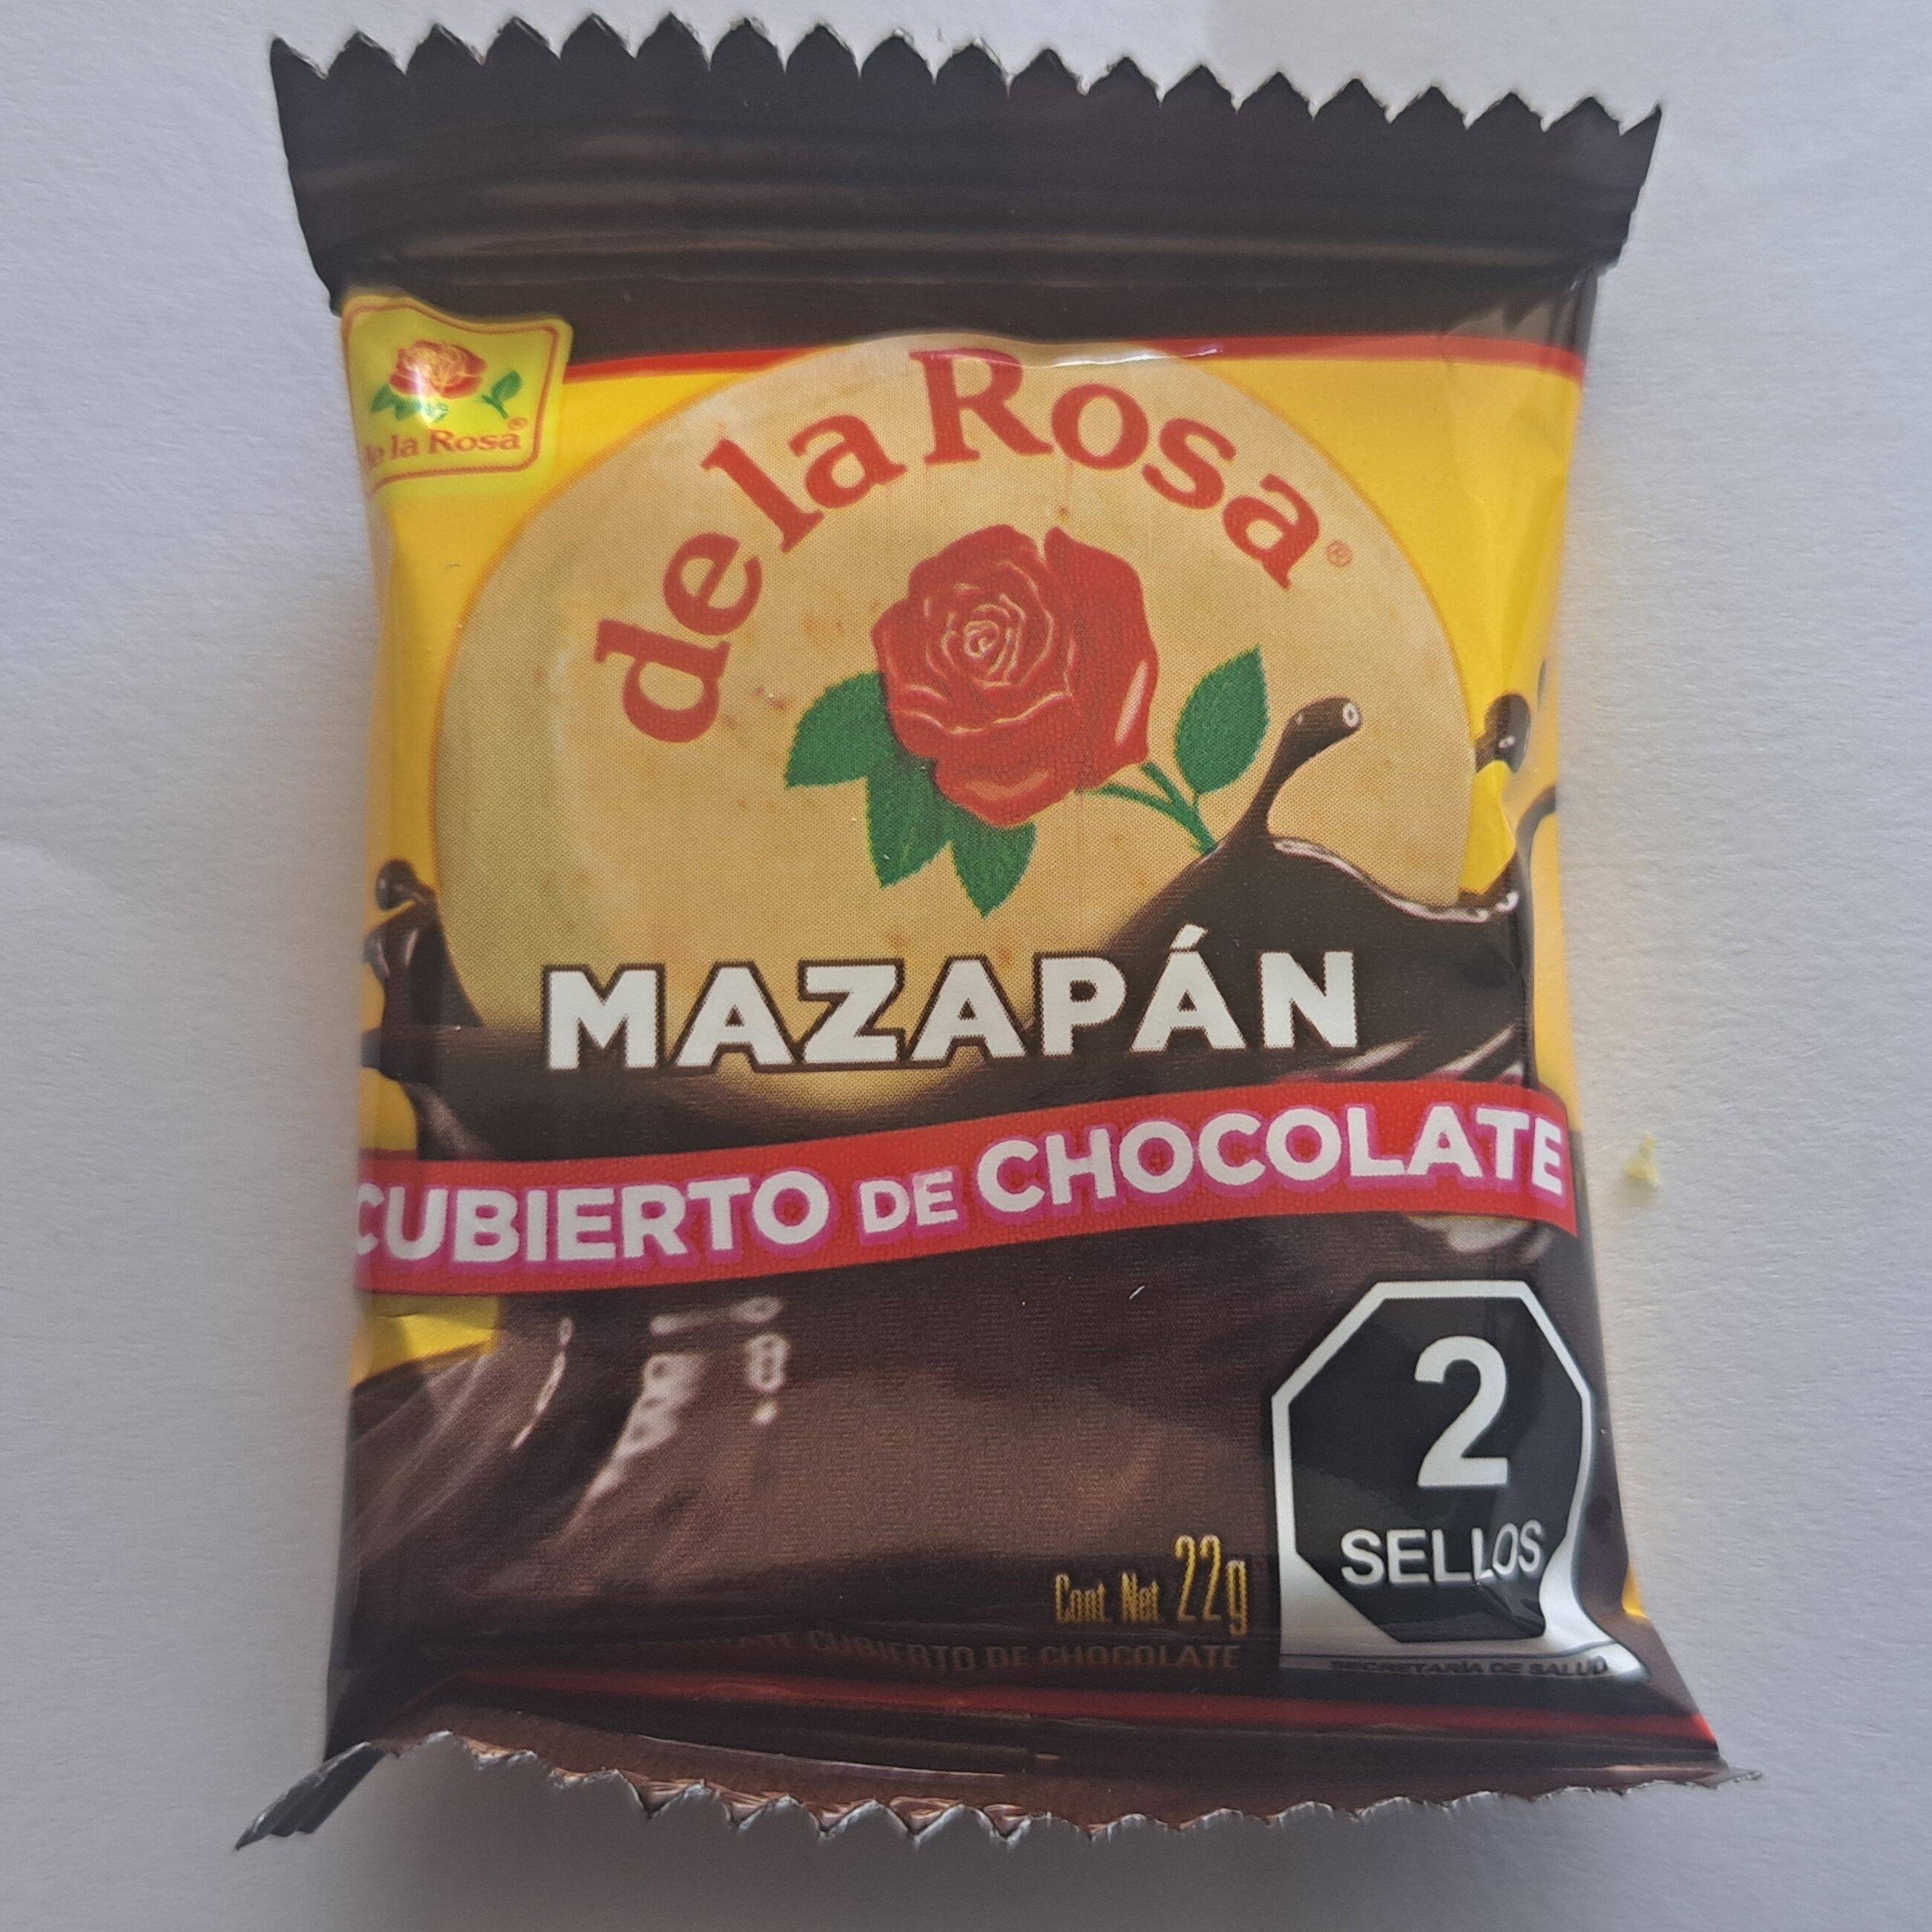 de la Rosa®
de la Rosa®
MAZAPÁN
CUBIERTO DE CHOCOLATE
2
SELLOS
Cont. Net. 22g
CUBIERTO DE CHOCOLATE
SECRETARÍA DE SALUD